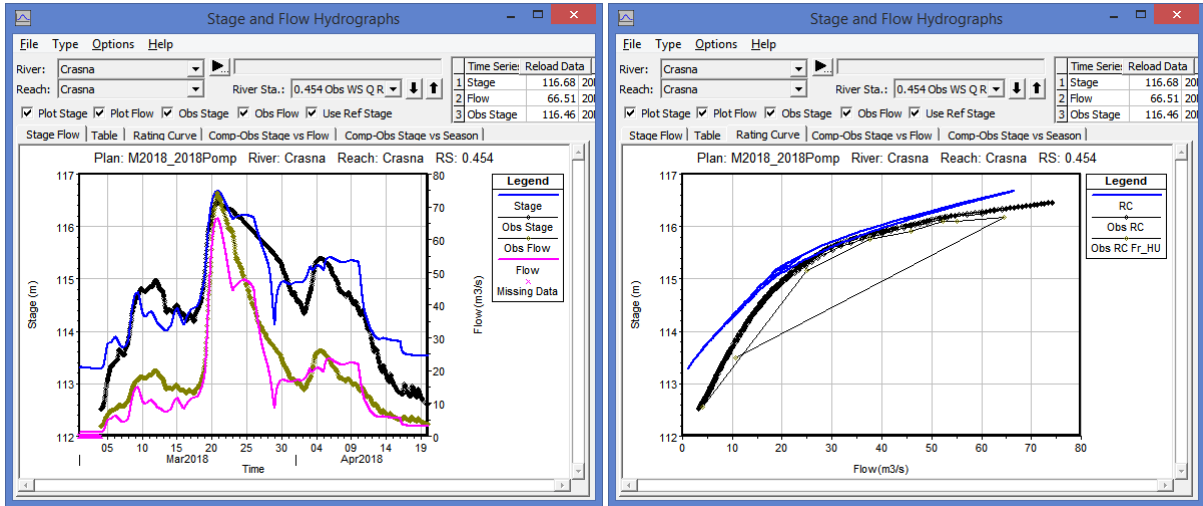 Stage and Flow Hydrographs
File Type Options Help
River: Crasna
Reach: Crasna River Sta.: 0.454 Obs WS Q R
Time Series Reload Data
1 Stage 116.68 20
2 Flow 66.51 20
3 Obs Stage 116.46 20
Plot Stage Plot Flow Obs Stage Obs Flow Use Ref Stage
Stage Flow Table Rating Curve Comp-Obs Stage vs Flow Comp-Obs Stage vs Season
Plan: M2018_2018Pomp River: Crasna Reach: Crasna RS: 0.454
117
116
115
114
113
112
Stage (m)
80
70
60
50
40
30
20
10
0
Flow(m3/s)
05 10 15 20 25 30 04 09 14 19
Mar2018 Apr2018
Time
Legend
Stage
Obs Stage
Obs Flow
Flow
Missing Data
Stage and Flow Hydrographs
File Type Options Help
River: Crasna
Reach: Crasna River Sta.: 0.454 Obs WS Q R
Time Series Reload Data
1 Stage 116.68 20
2 Flow 66.51 20
3 Obs Stage 116.46 20
Plot Stage Plot Flow Obs Stage Obs Flow Use Ref Stage
Stage Flow Table Rating Curve Comp-Obs Stage vs Flow Comp-Obs Stage vs Season
Plan: M2018_2018Pomp River: Crasna Reach: Crasna RS: 0.454
117
116
115
114
113
112
Stage (m)
0 10 20 30 40 50 60 70 80
Flow(m3/s)
Legend
RC
Obs RC
Obs RC Fr_HU